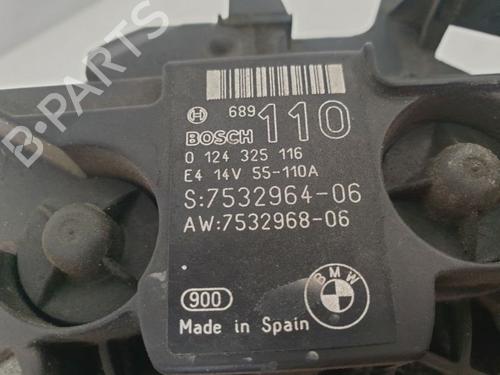 689 110
BOSCH
0 124 325 116
E4 14V 55-110A
S:7532964-06
AW:7532968-06
900
BMW
Made in Spain
B-PARTS